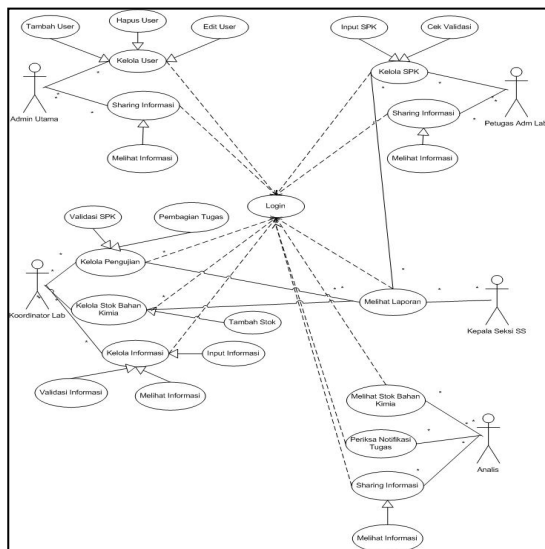 Hapus User
Tambah User
Edit User
Kelola User
Admin Utama
Sharing Informasi
Melihat Informasi
Input SPK
Cek Validasi
Kelola SPK
Petugas Adm Lab
Sharing Informasi
Melihat Informasi
Login
Validasi SPK
Pembagian Tugas
Kelola Pengujian
Koordinator Lab
Kelola Stok Bahan
Kimia
Tambah Stok
Kelola Informasi
Input Informasi
Validasi Informasi
Melihat Informasi
Melihat Laporan
Kepala Seksi SS
Melihat Stok Bahan
Kimia
Periksa Notifikasi
Tugas
Analis
Sharing Informasi
Melihat Informasi